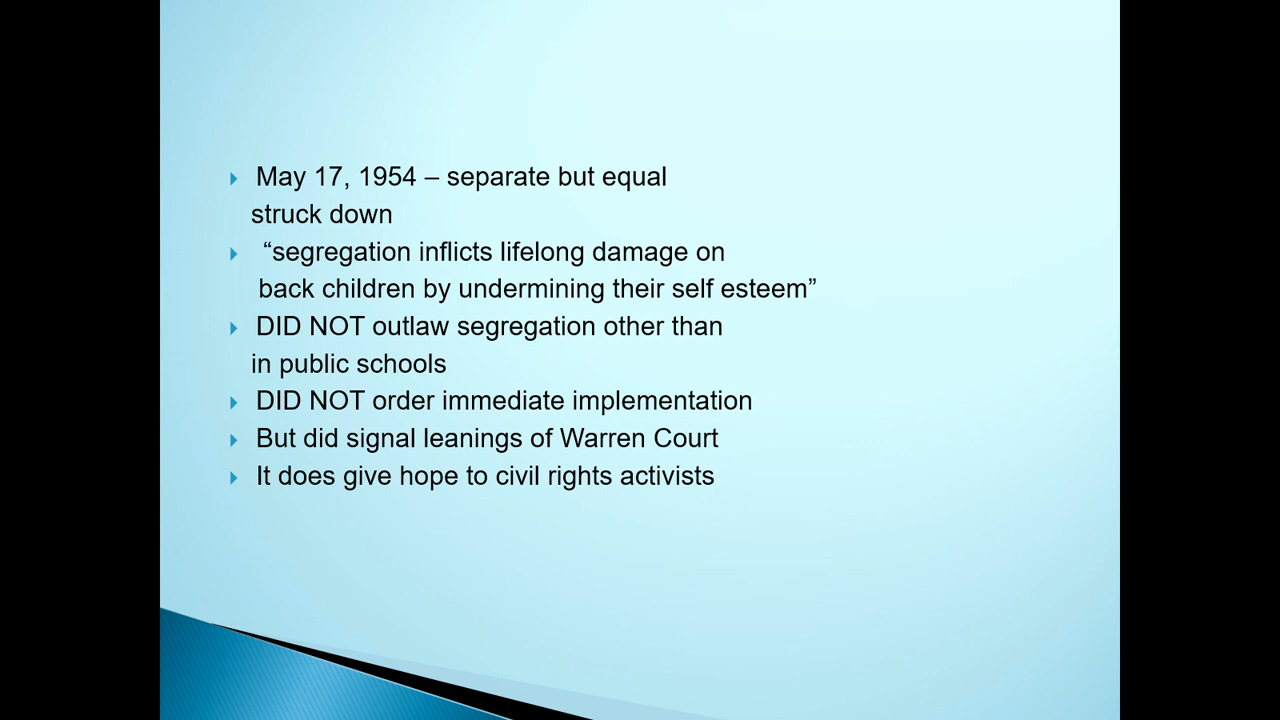 May 17, 1954 – separate but equal
struck down
“segregation inflicts lifelong damage on
back children by undermining their self esteem”
DID NOT outlaw segregation other than
in public schools
DID NOT order immediate implementation
But did signal leanings of Warren Court
It does give hope to civil rights activists